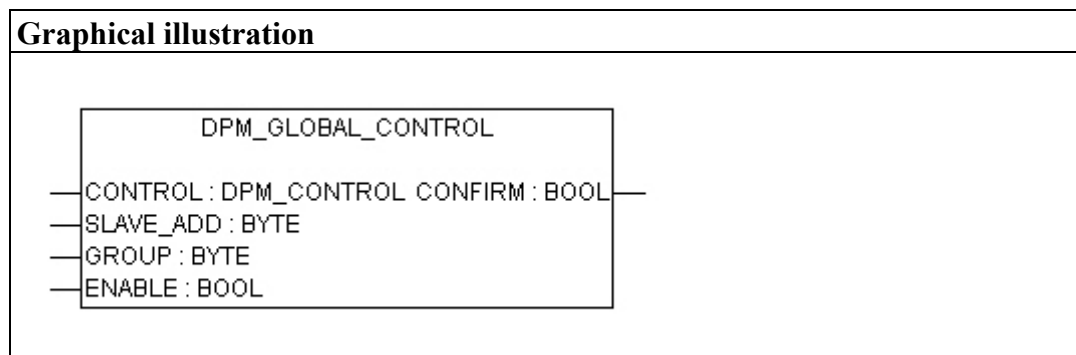 Graphical illustration
DPM_GLOBAL_CONTROL
CONTROL : DPM_CONTROL CONFIRM : BOOL
SLAVE_ADD : BYTE
GROUP : BYTE
ENABLE : BOOL